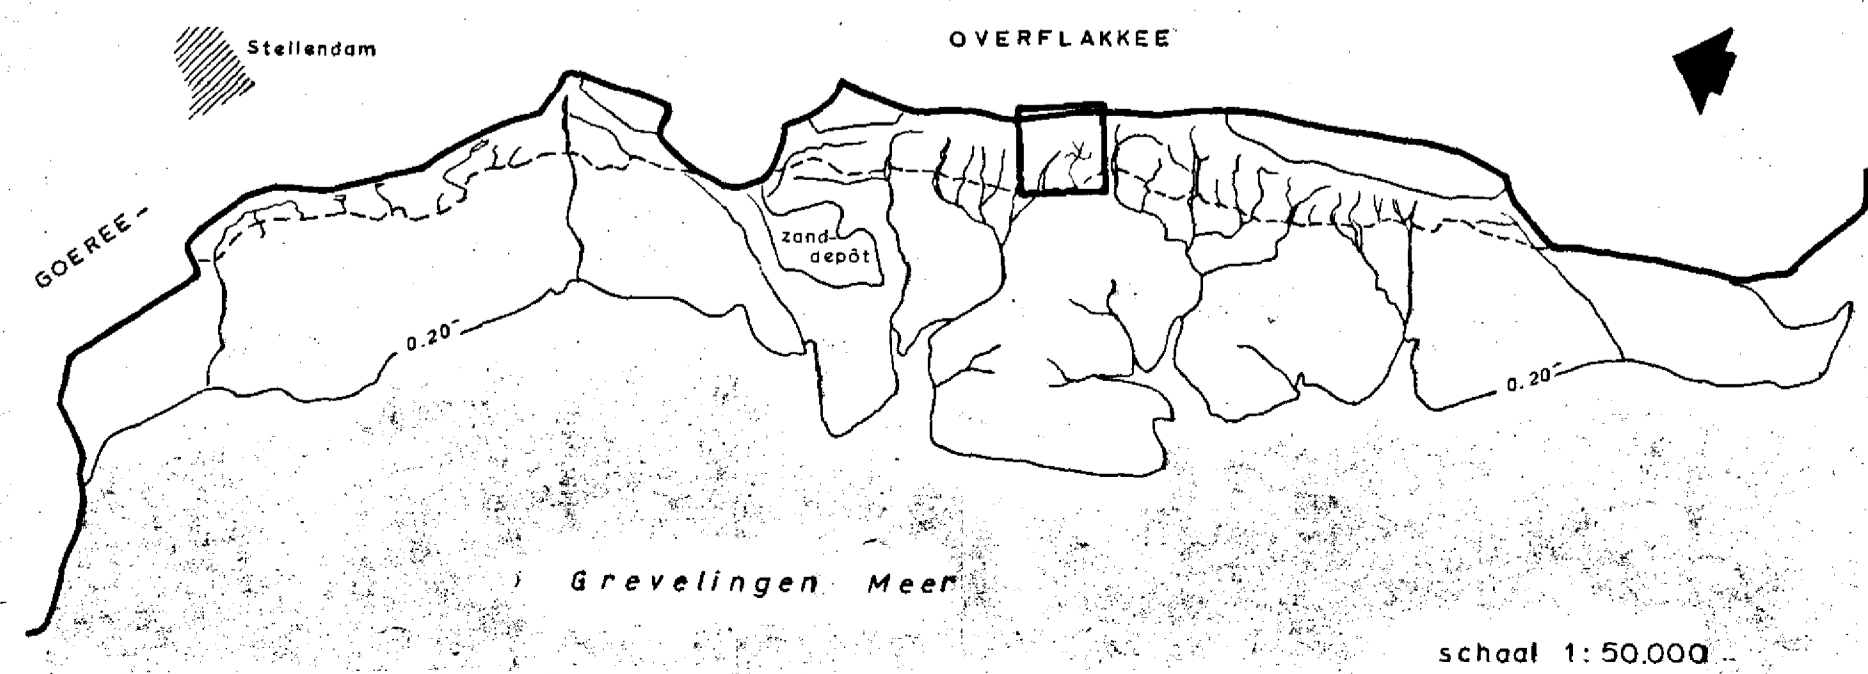 Stellendam
OVERFLAKKEE
GOEREE-
zand-
depôt
0.20-
0.20-
Grevelingen Meer
schaal 1:50.000